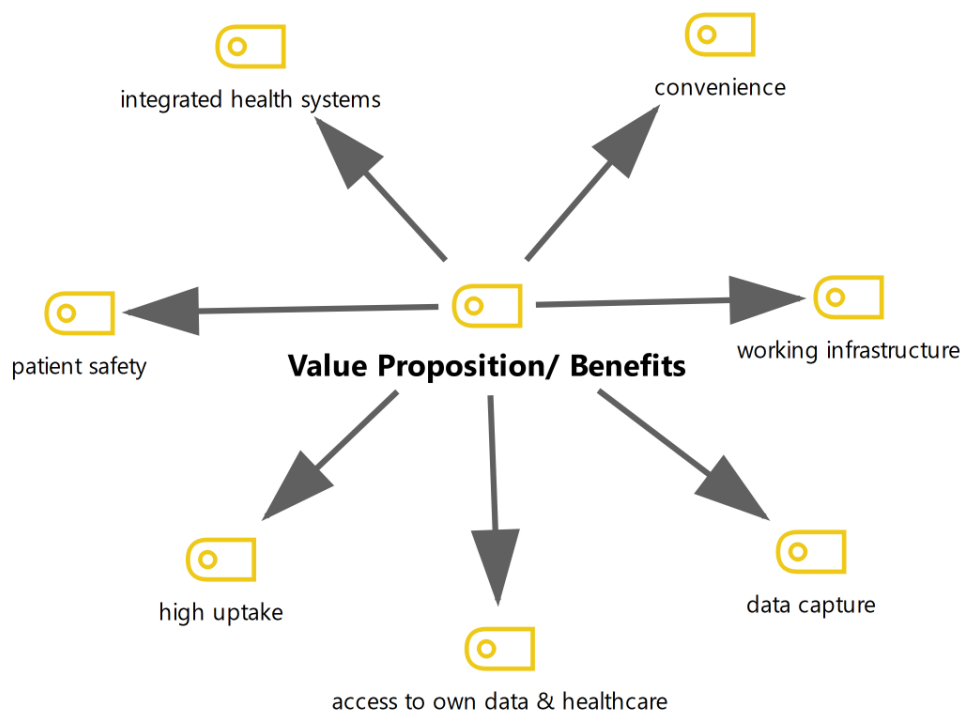 convenience
integrated health systems
working infrastructure
patient safety
Value Proposition/ Benefits
data capture
high uptake
access to own data & healthcare